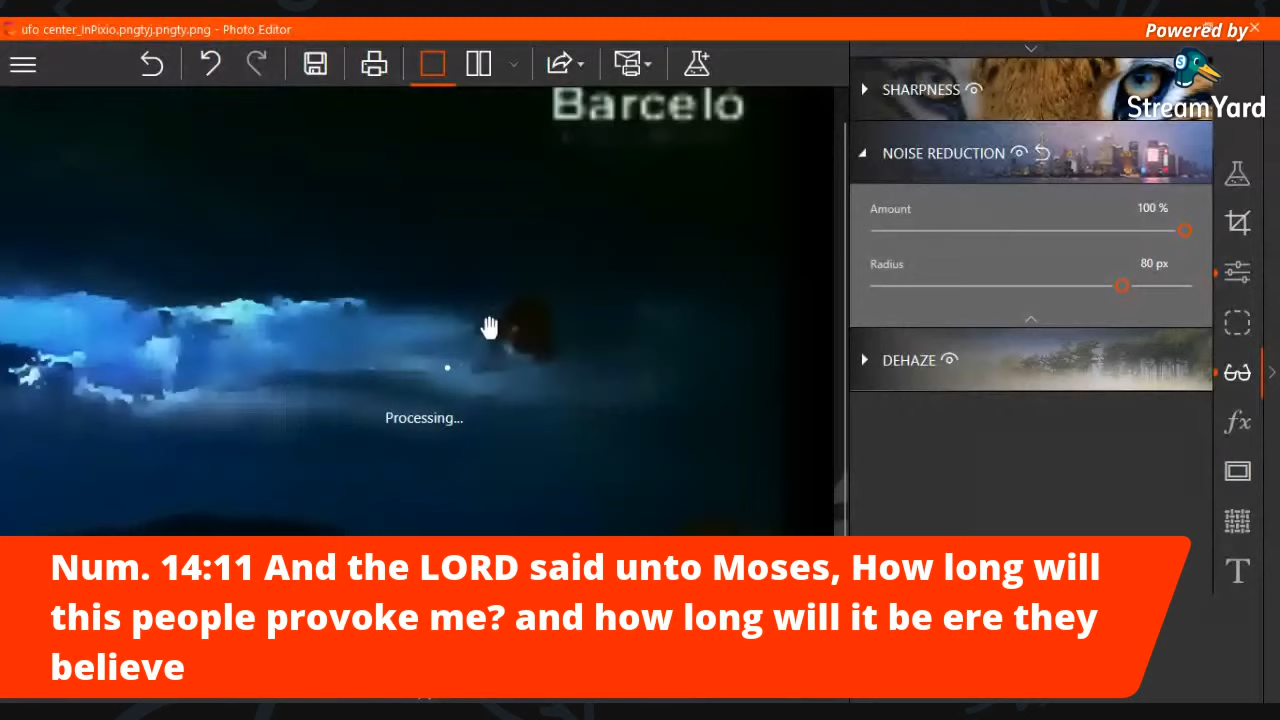 ufo center_InPixio.pngtyj.pngty.png - Photo Editor
Powered by
StreamYard
Barceló
SHARPNESS
NOISE REDUCTION
Amount 100 %
Radius 80 px
DEHAZE
Processing...
fx
T
Num. 14:11 And the LORD said unto Moses, How long will
this people provoke me? and how long will it be ere they
believe